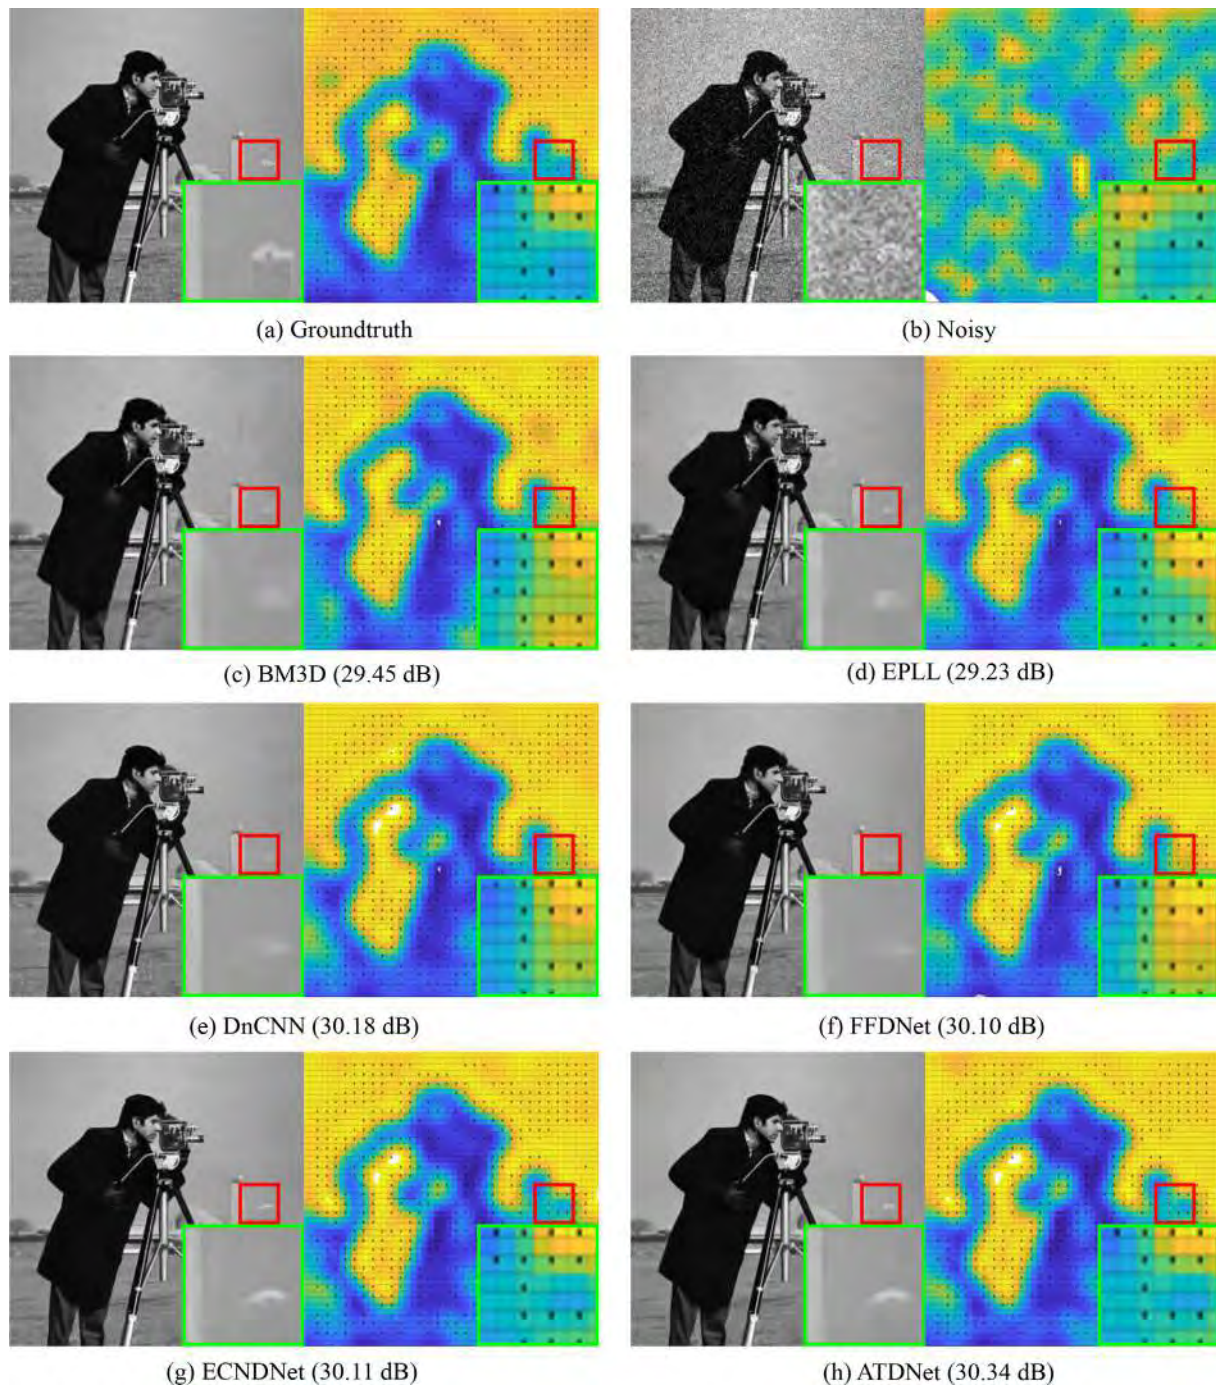 (a) Groundtruth
(b) Noisy
(c) BM3D (29.45 dB)
(d) EPLL (29.23 dB)
(e) DnCNN (30.18 dB)
(f) FFDNet (30.10 dB)
(g) ECNDNet (30.11 dB)
(h) ATDNet (30.34 dB)